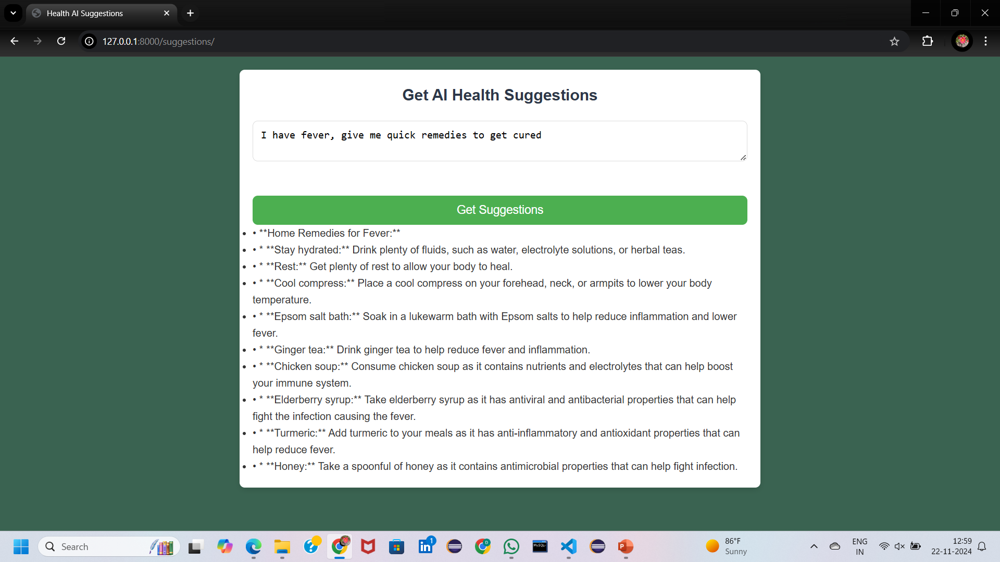 Health AI Suggestions
127.0.0.1:8000/suggestions/
Get AI Health Suggestions
I have fever, give me quick remedies to get cured
Get Suggestions
• • **Home Remedies for Fever:**
• • * **Stay hydrated:** Drink plenty of fluids, such as water, electrolyte solutions, or herbal teas.
• • * **Rest:** Get plenty of rest to allow your body to heal.
• • * **Cool compress:** Place a cool compress on your forehead, neck, or armpits to lower your body
temperature.
• • * **Epsom salt bath:** Soak in a lukewarm bath with Epsom salts to help reduce inflammation and lower
fever.
• • * **Ginger tea:** Drink ginger tea to help reduce fever and inflammation.
• • * **Chicken soup:** Consume chicken soup as it contains nutrients and electrolytes that can help boost
your immune system.
• • * **Elderberry syrup:** Take elderberry syrup as it has antiviral and antibacterial properties that can help
fight the infection causing the fever.
• • * **Turmeric:** Add turmeric to your meals as it has anti-inflammatory and antioxidant properties that can
help reduce fever.
• • * **Honey:** Take a spoonful of honey as it contains antimicrobial properties that can help fight infection.
Search
in
1
D
MySQL
P
86°F
Sunny
ENG
IN
12:59
22-11-2024